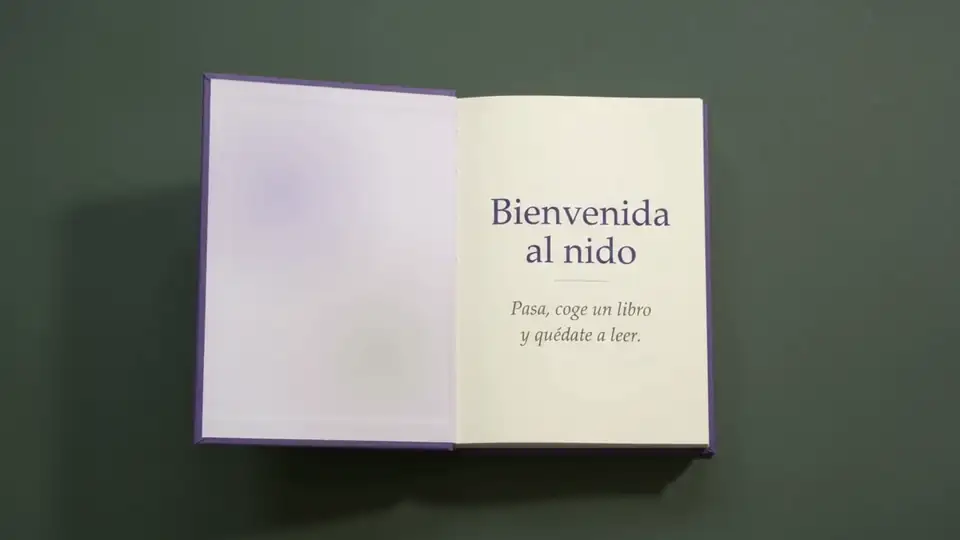 Bienvenida
al nido
Pasa, coge un libro
y quédate a leer.